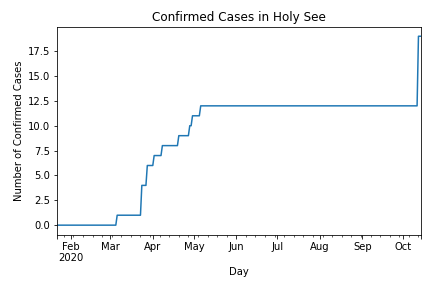 Confirmed Cases in Holy See
Number of Confirmed Cases
17.5
15.0
12.5
10.0
7.5
5.0
2.5
0.0
Feb Mar Apr May Jun Jul Aug Sep Oct
2020
Day